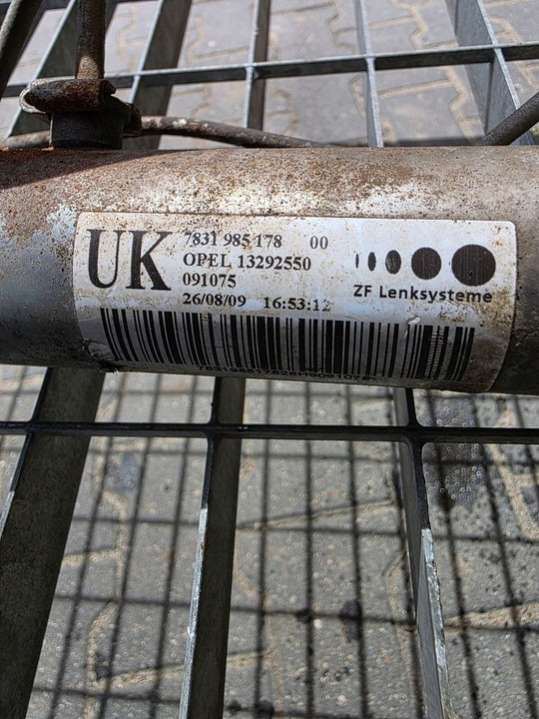 UK
7831 985 178 00
OPEL 13292550
091075
26/08/09 16:53:12
ZF Lenksysteme